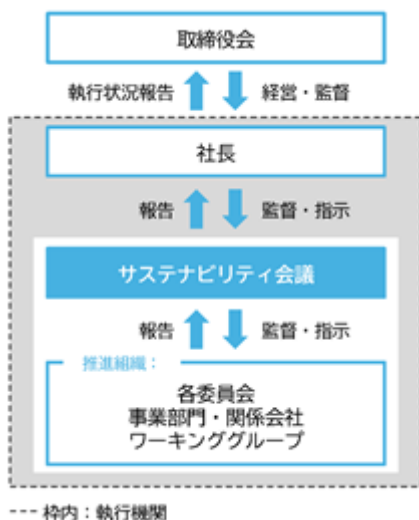 取締役会
執行状況報告 経営・監督
社長
報告 監督・指示
サステナビリティ会議
報告 監督・指示
推進組織：
各委員会
事業部門・関係会社
ワーキンググループ
--- 枠内：執行機関